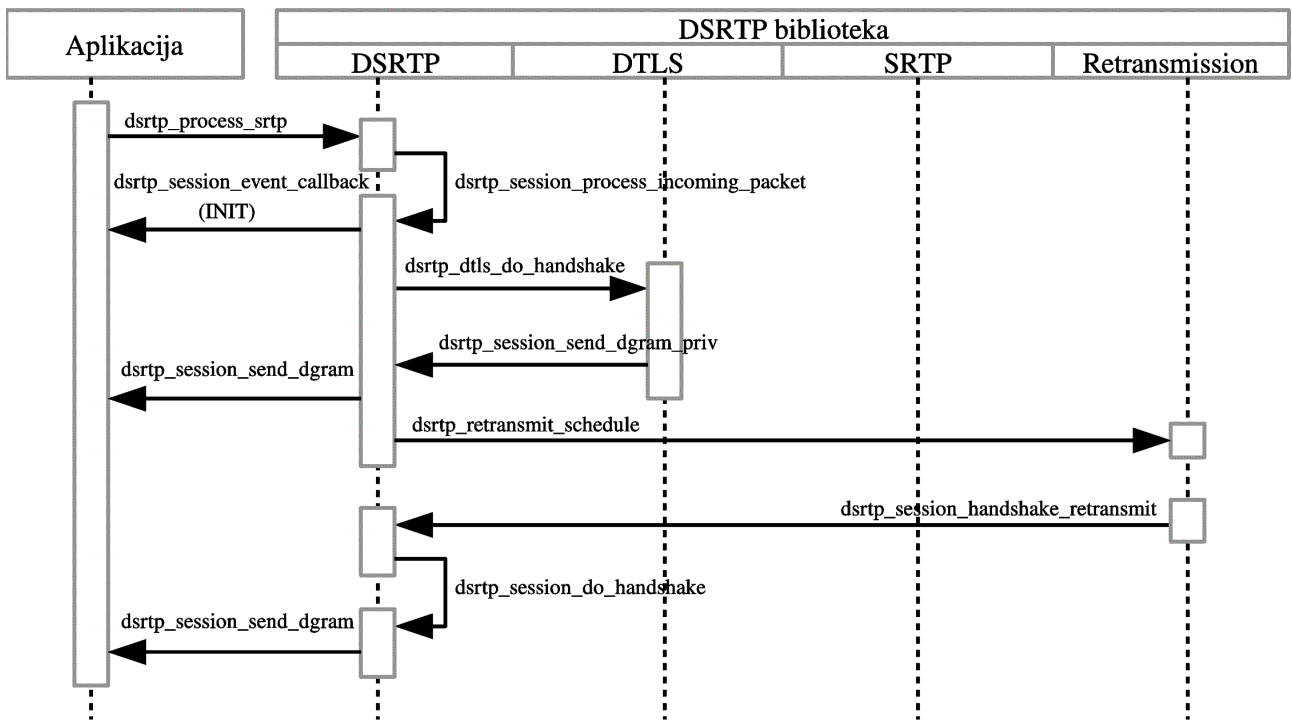 Aplikacija
DSRTP biblioteka
DSRTP DTLS SRTP Retransmission
dsrtp_process_srtp
dsrtp_session_event_callback
(INIT)
dsrtp_session_process_incoming_packet
dsrtp_dtls_do_handshake
dsrtp_session_send_dgram_priv
dsrtp_session_send_dgram
dsrtp_retransmit_schedule
dsrtp_session_handshake_retransmit
dsrtp_session_do_handshake
dsrtp_session_send_dgram